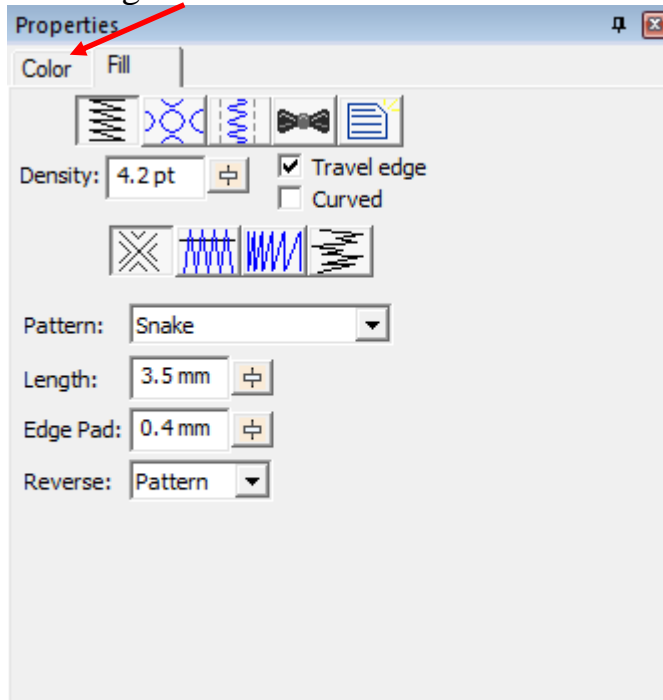 Properties
Color Fill
Density: 4.2 pt Travel edge
Curved
Pattern: Snake
Length: 3.5 mm
Edge Pad: 0.4 mm
Reverse: Pattern